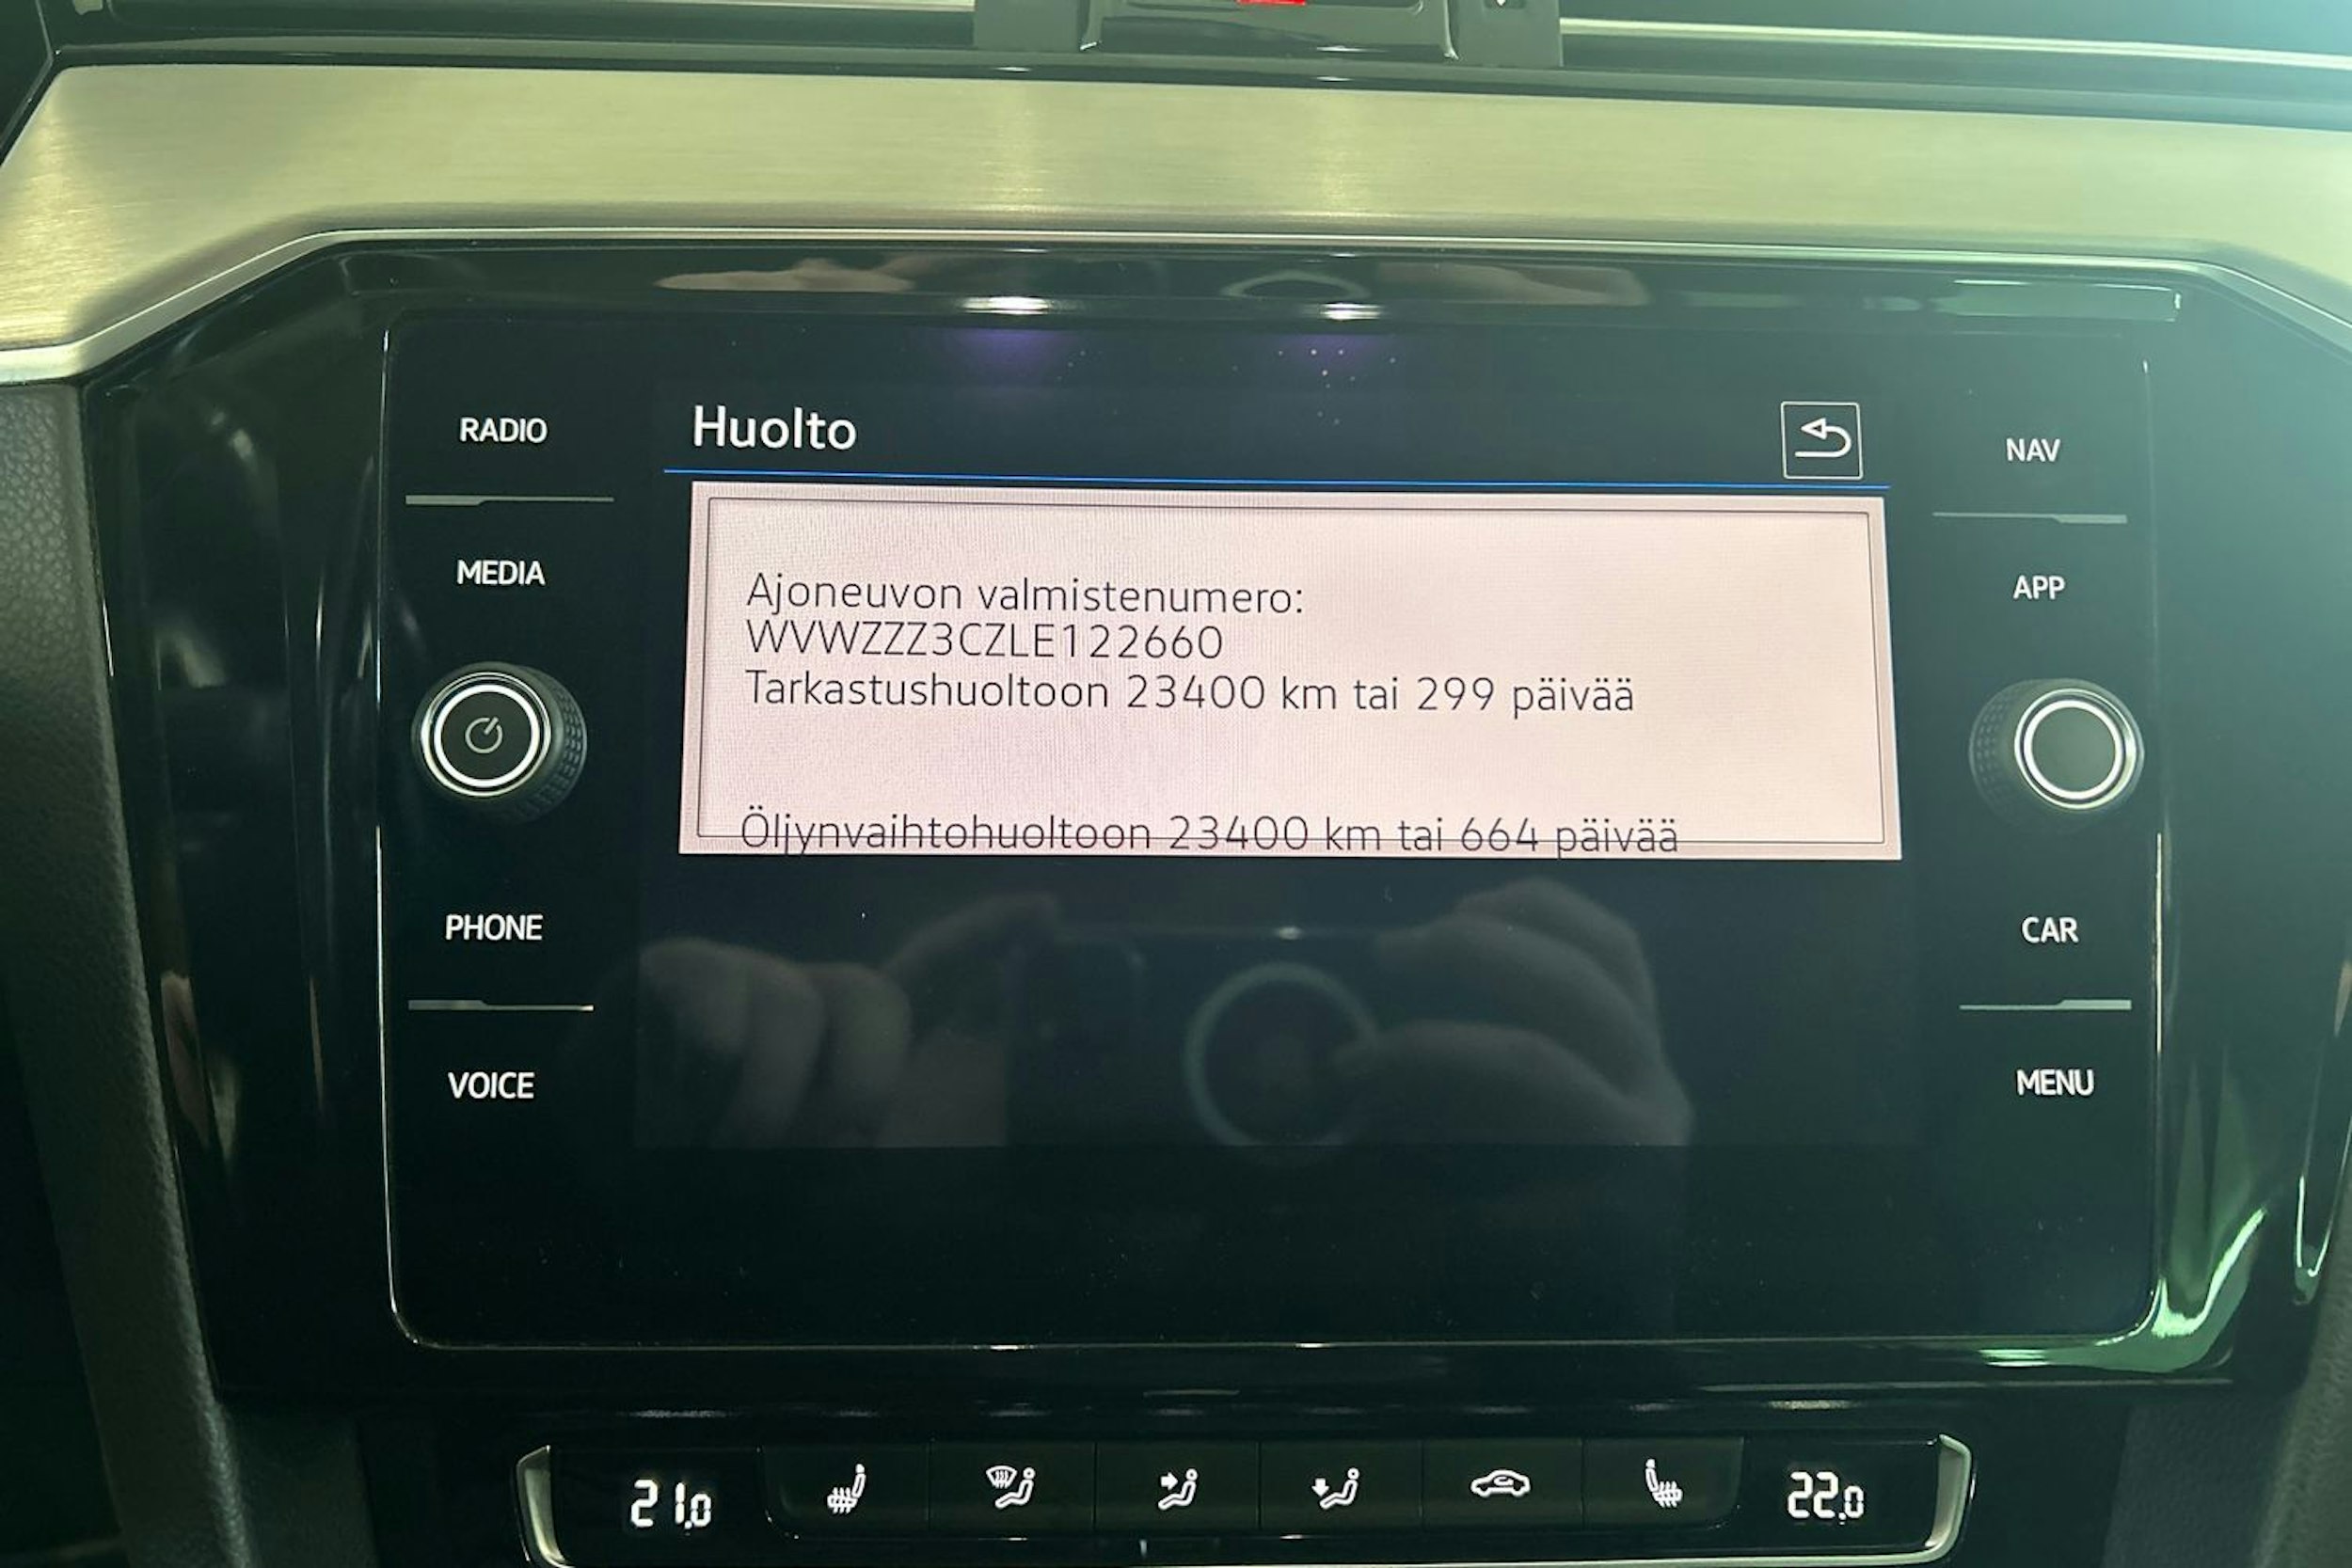 Huolto
RADIO
NAV
MEDIA
APP
Ajoneuvon valmistenumero:
WVWZZZ3CZLE122660
Tarkastushuoltoon 23400 km tai 299 päivää
Öljynvaihtohuoltoon 23400 km tai 664 päivää
PHONE
CAR
VOICE
MENU
21.0
22.0